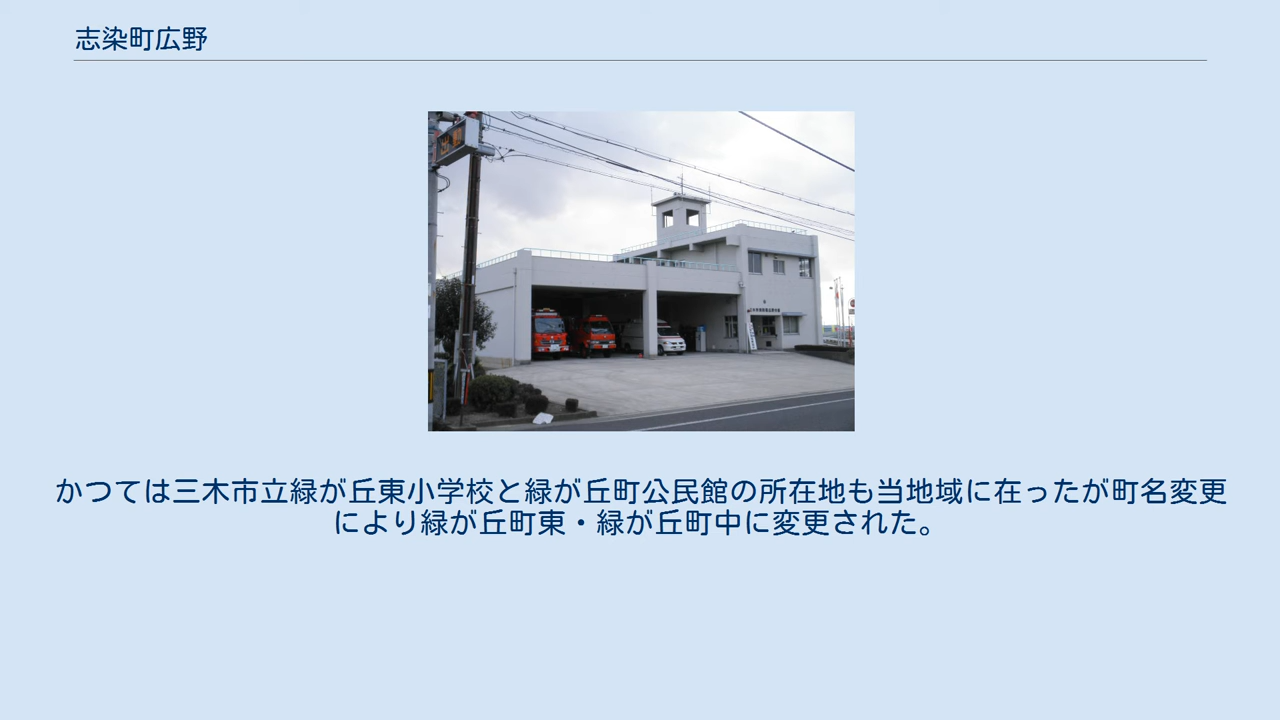 志染町広野
出動
かつては三木市立緑が丘東小学校と緑が丘町公民館の所在地も当地域に在ったが町名変更
により緑が丘町東・緑が丘町中に変更された。